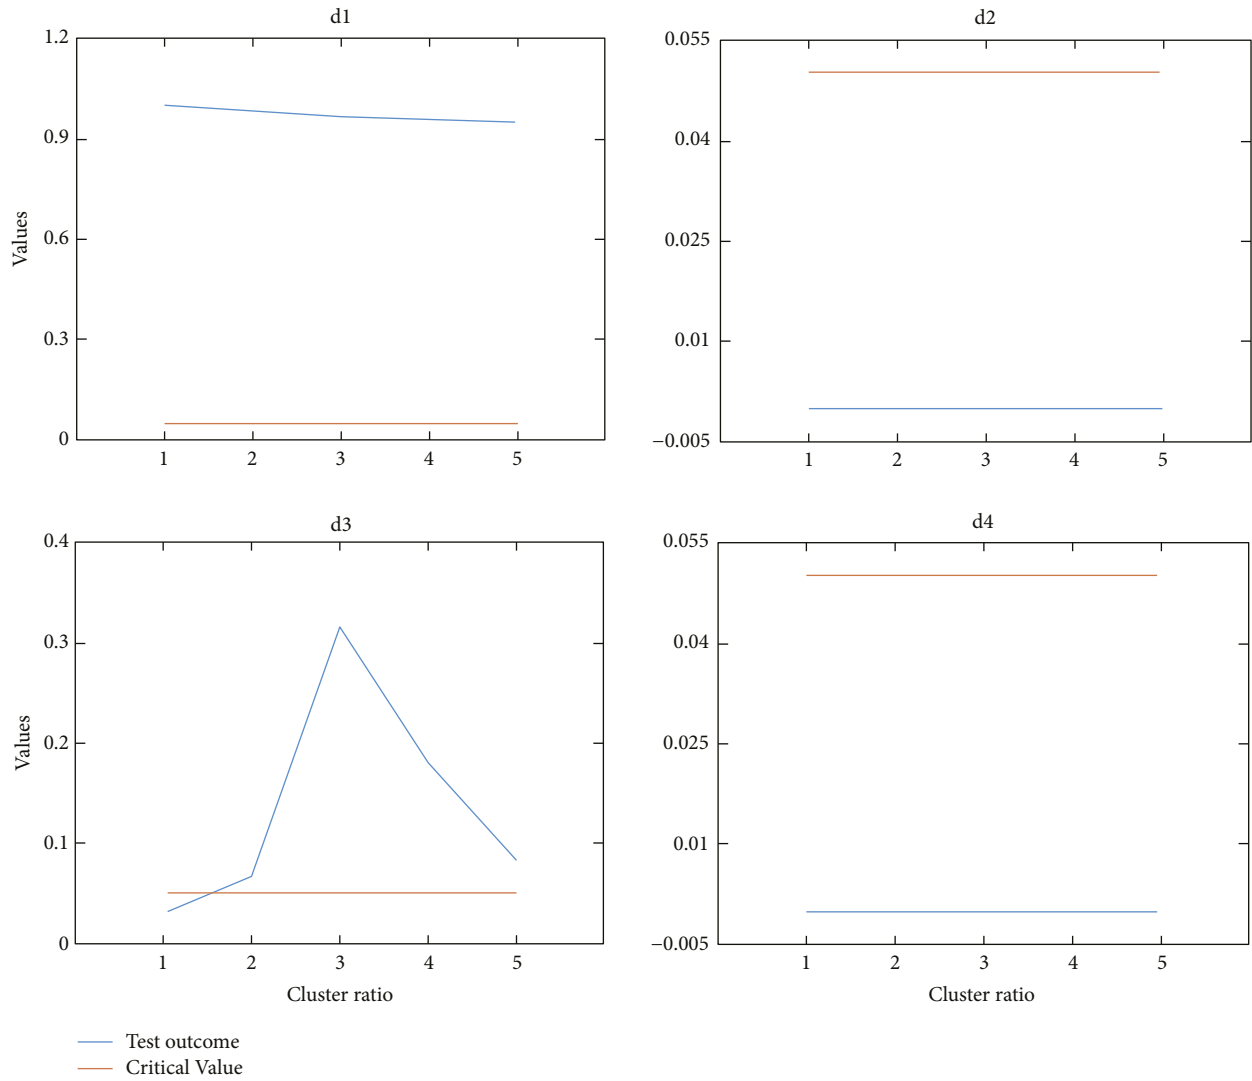 d1
1.2
0.9
0.6
0.3
0
Values
1 2 3 4 5
d2
0.055
0.04
0.025
0.01
−0.005
1 2 3 4 5
d3
0.4
0.3
0.2
0.1
0
Values
1 2 3 4 5
Cluster ratio
d4
0.055
0.04
0.025
0.01
−0.005
1 2 3 4 5
Cluster ratio
Test outcome
Critical Value